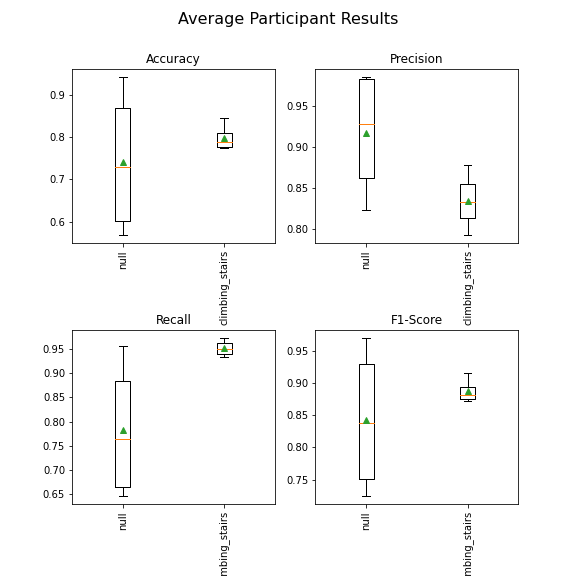 Average Participant Results
Accuracy
0.9
0.8
0.7
0.6
null
climbing_stairs
Precision
0.95
0.90
0.85
0.80
null
climbing_stairs
Recall
0.95
0.90
0.85
0.80
0.75
0.70
0.65
null
mbing_stairs
F1-Score
0.95
0.90
0.85
0.80
0.75
null
mbing_stairs